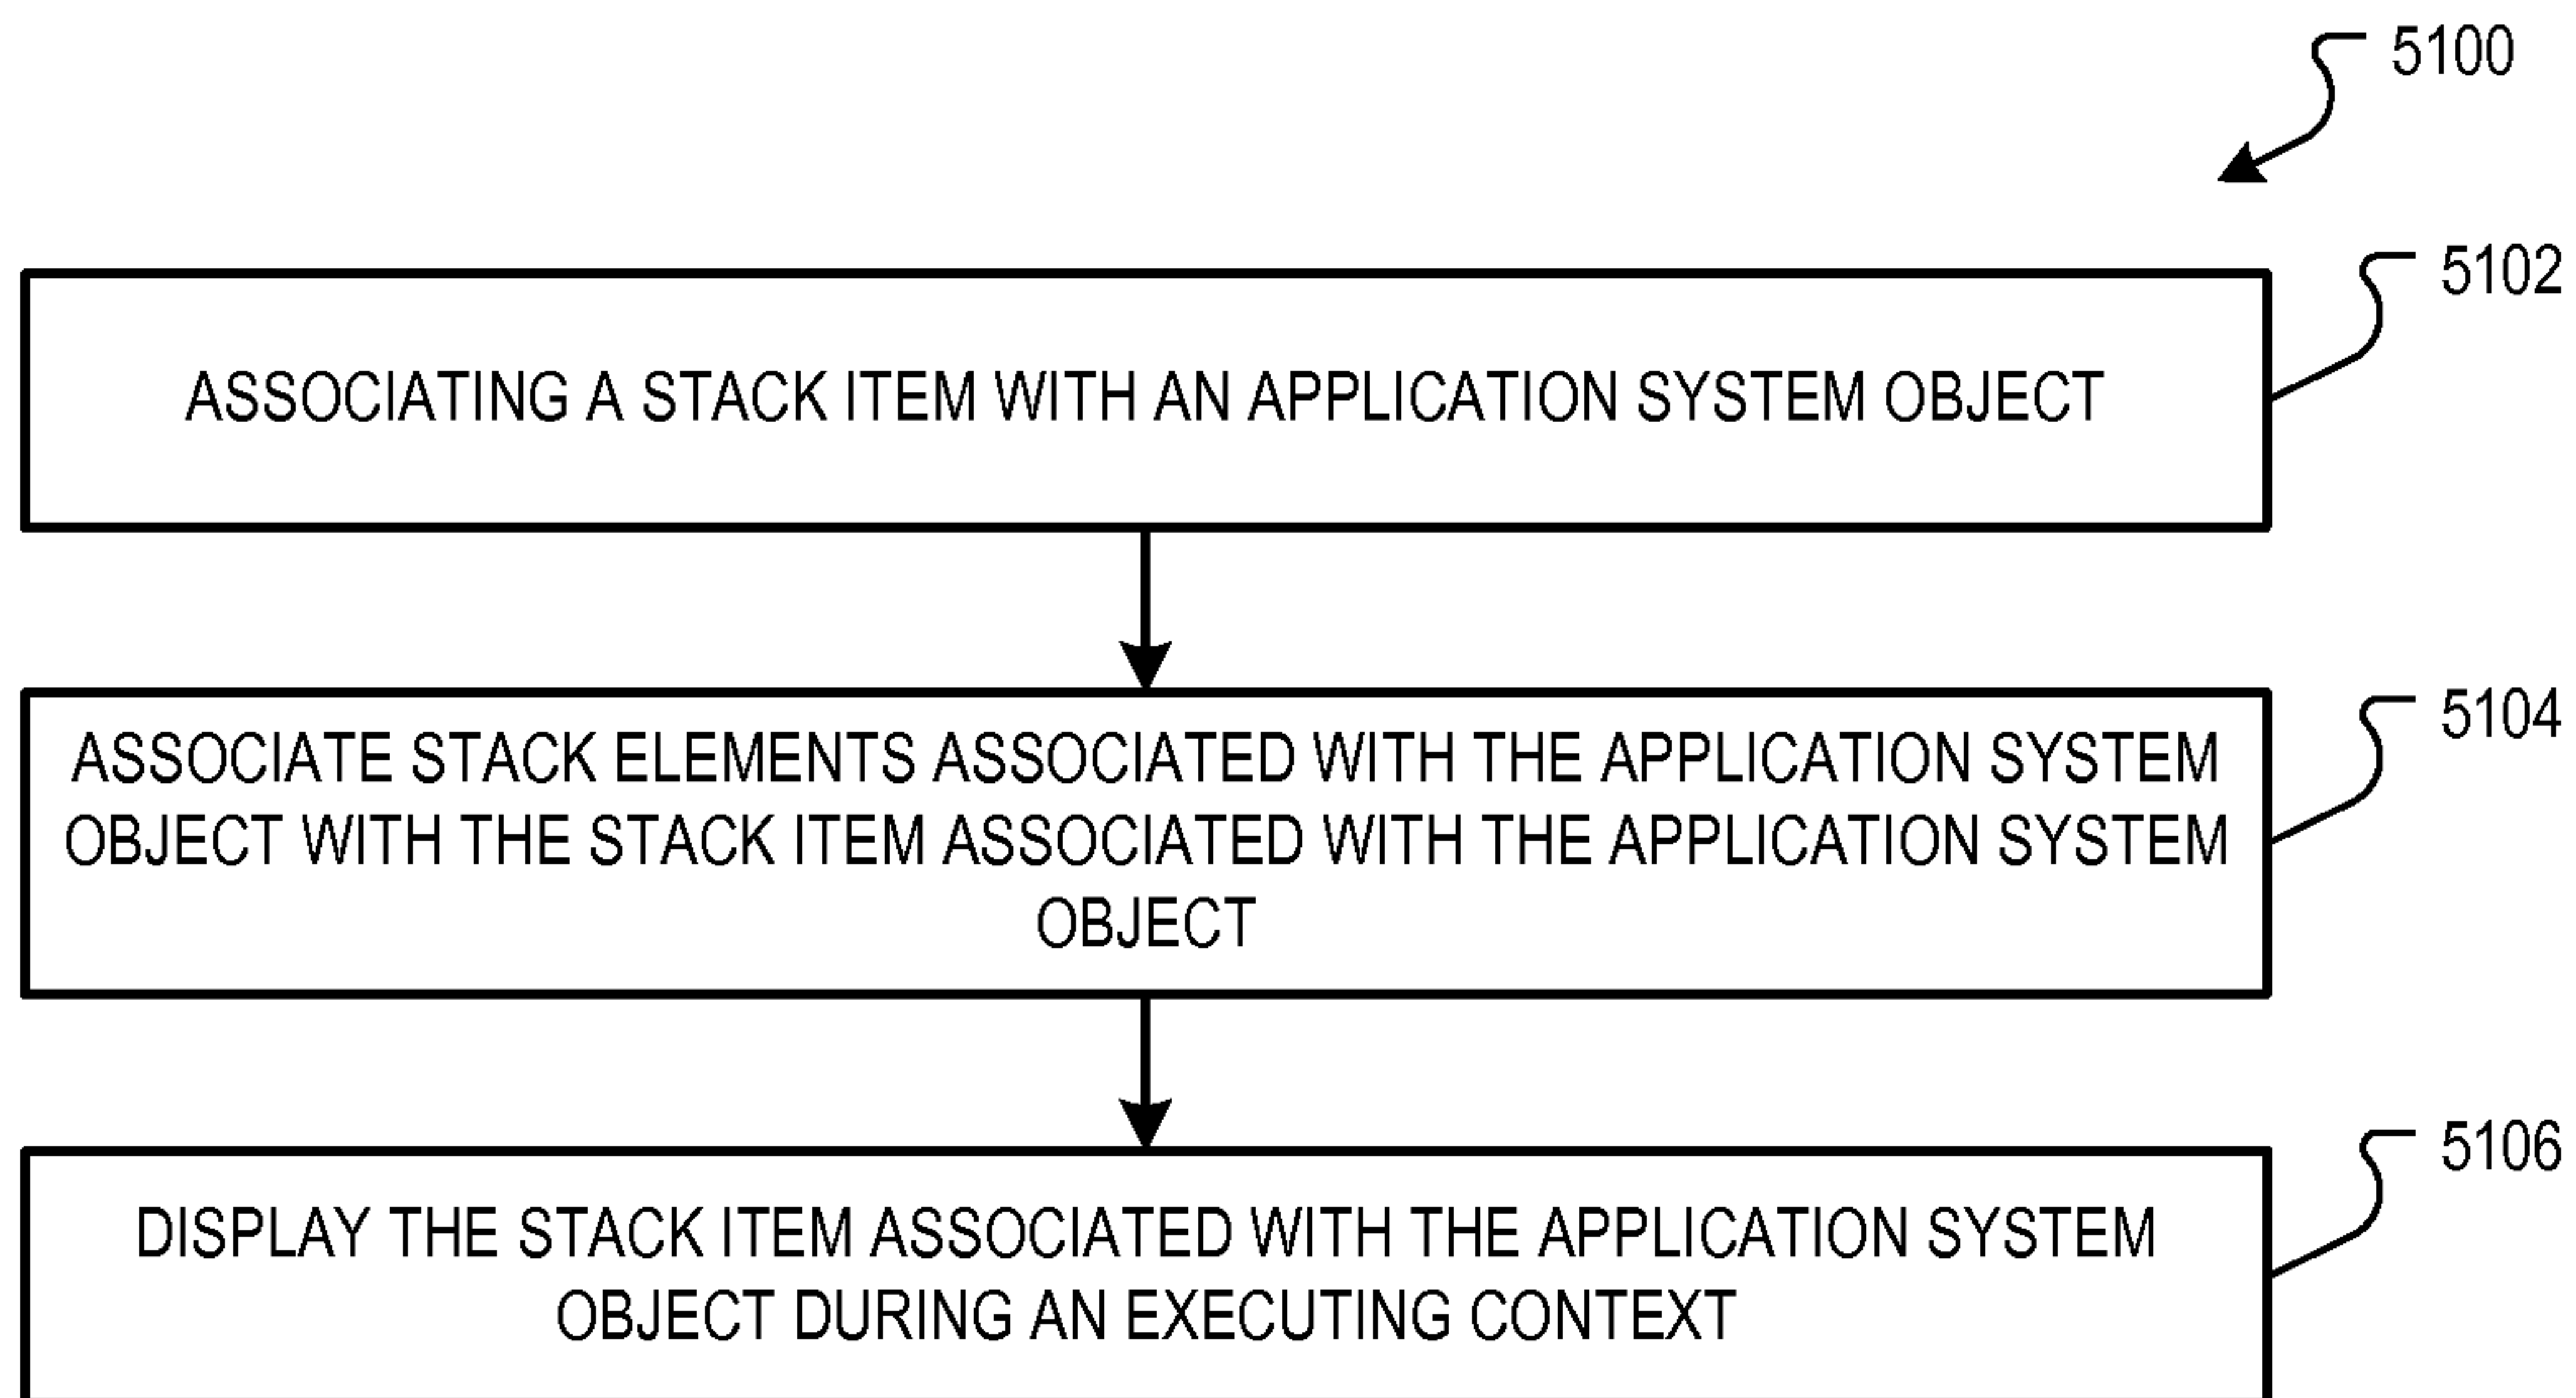 5100
5102
ASSOCIATING A STACK ITEM WITH AN APPLICATION SYSTEM OBJECT
5104
ASSOCIATE STACK ELEMENTS ASSOCIATED WITH THE APPLICATION SYSTEM
OBJECT WITH THE STACK ITEM ASSOCIATED WITH THE APPLICATION SYSTEM
OBJECT
5106
DISPLAY THE STACK ITEM ASSOCIATED WITH THE APPLICATION SYSTEM
OBJECT DURING AN EXECUTING CONTEXT